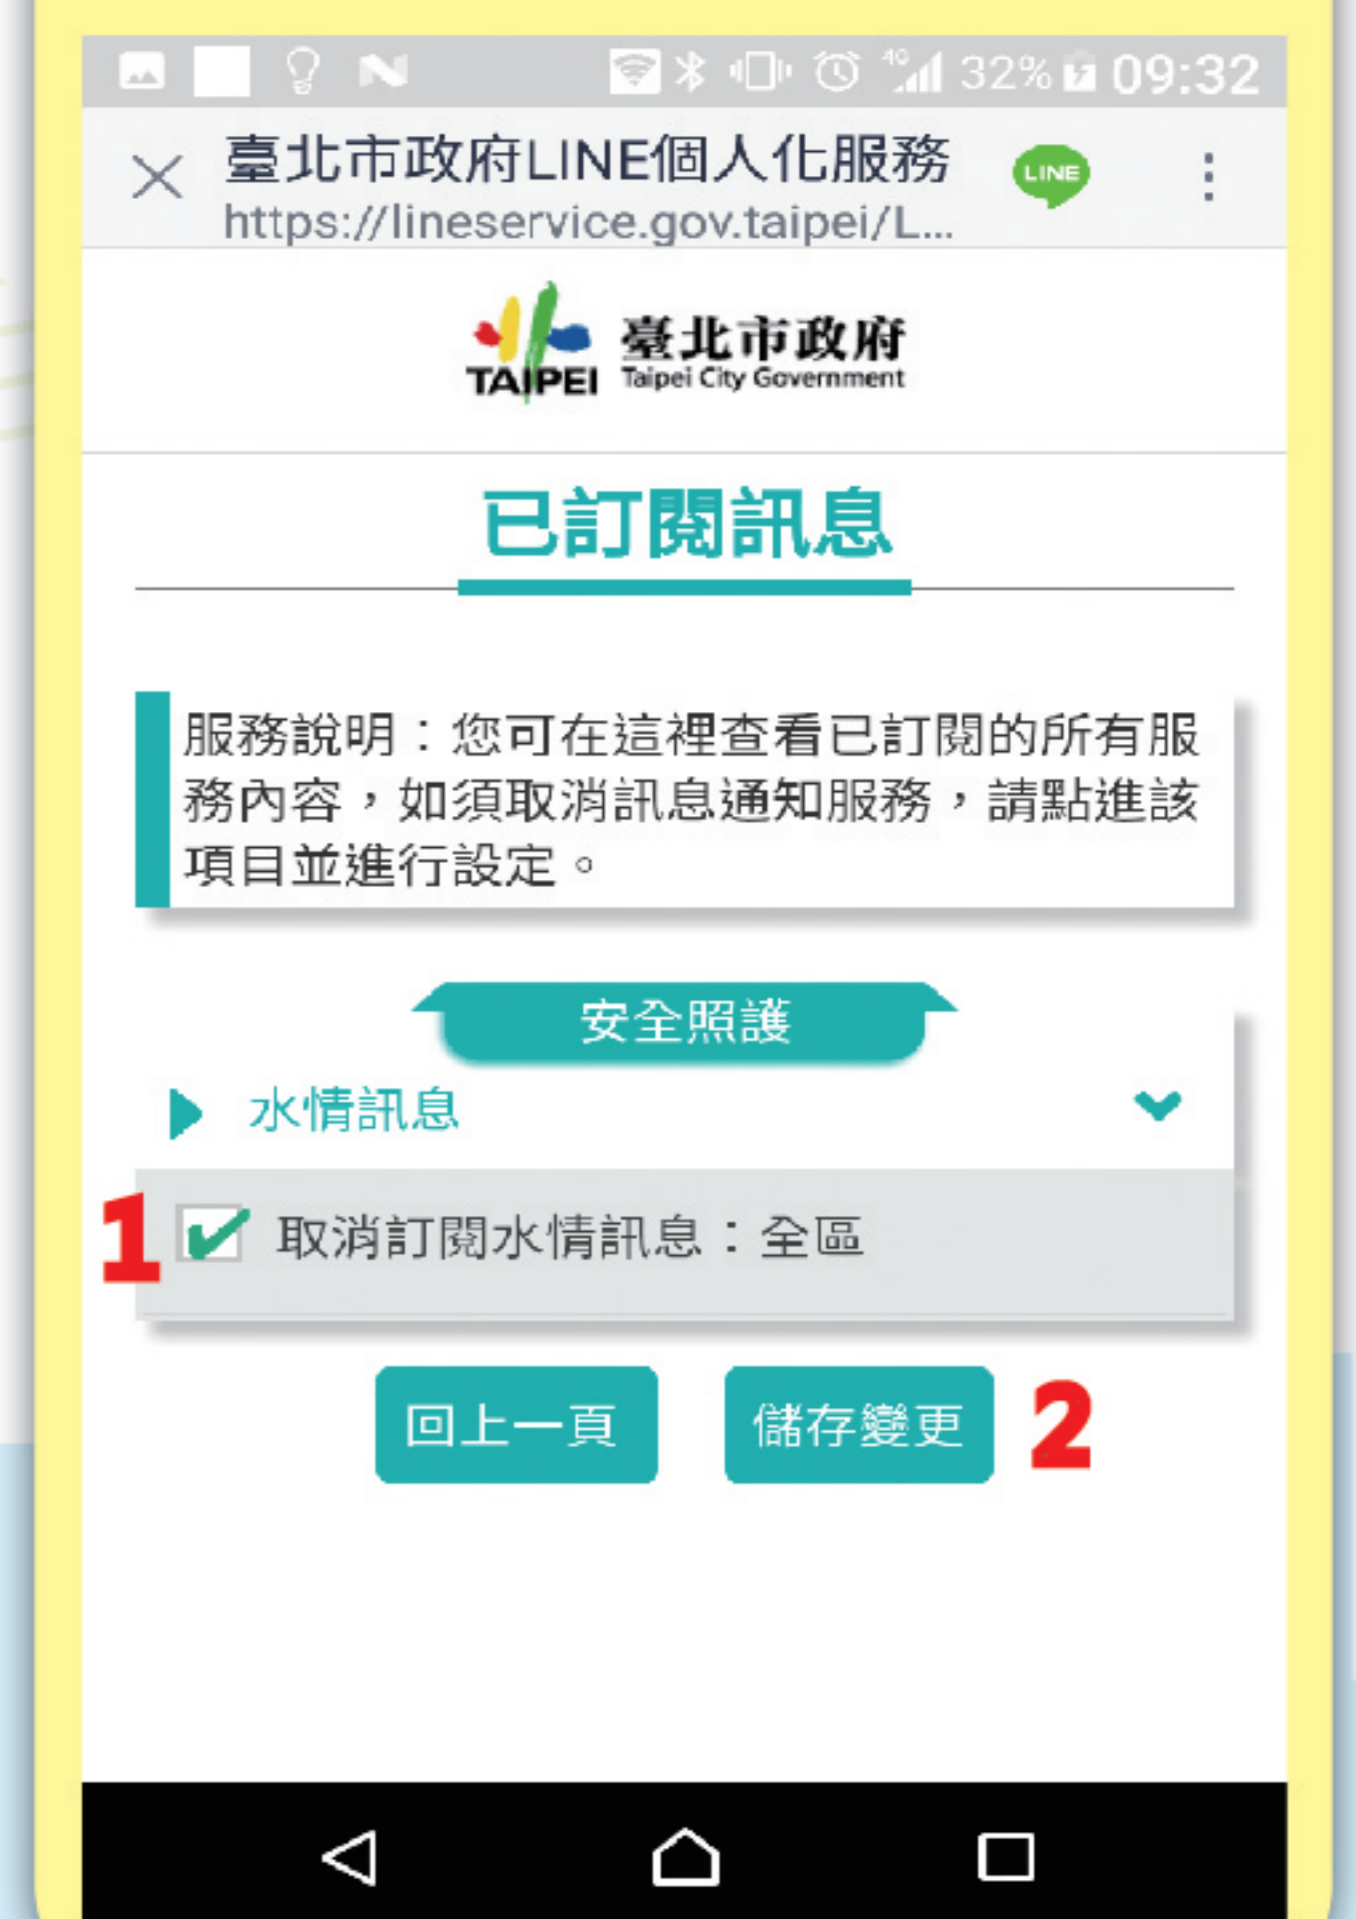 32% 09:32
臺北市政府LINE個人化服務
LINE
https://lineservice.gov.taipei/L...
TAIPEI 臺北市政府
Taipei City Government
已訂閱訊息
服務說明：您可在這裡查看已訂閱的所有服
務內容，如須取消訊息通知服務，請點進該
項目並進行設定。
安全照護
水情訊息
1 取消訂閱水情訊息：全區
回上一頁 儲存變更 2